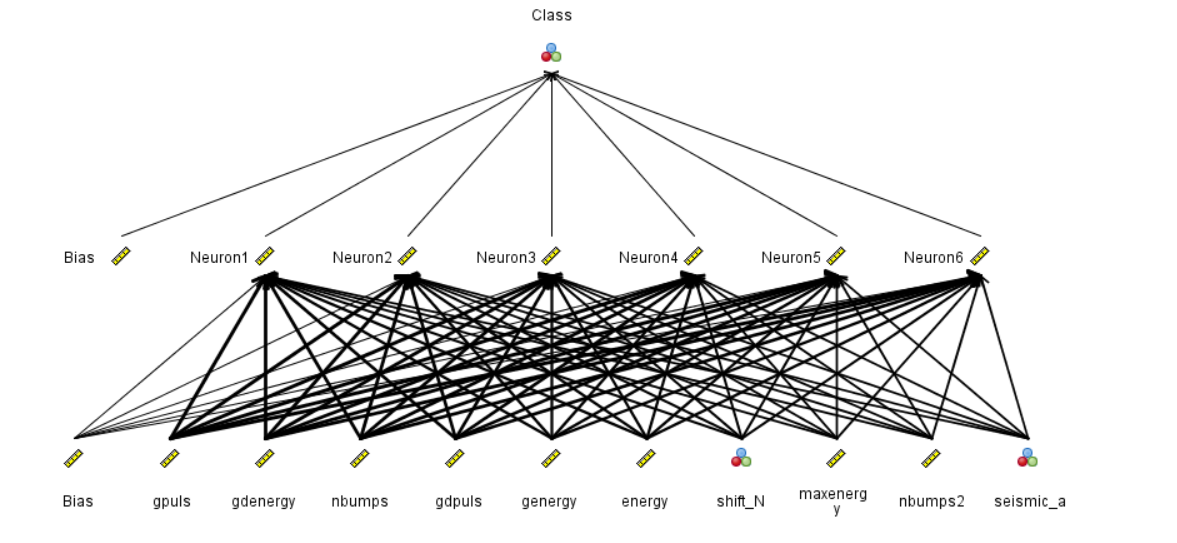 Class
Bias Neuron1 Neuron2 Neuron3 Neuron4 Neuron5 Neuron6
Bias gpuls gdenergy nbumps gdpuls genergy energy shift_N maxenerg nbumps2 seismic_a
y